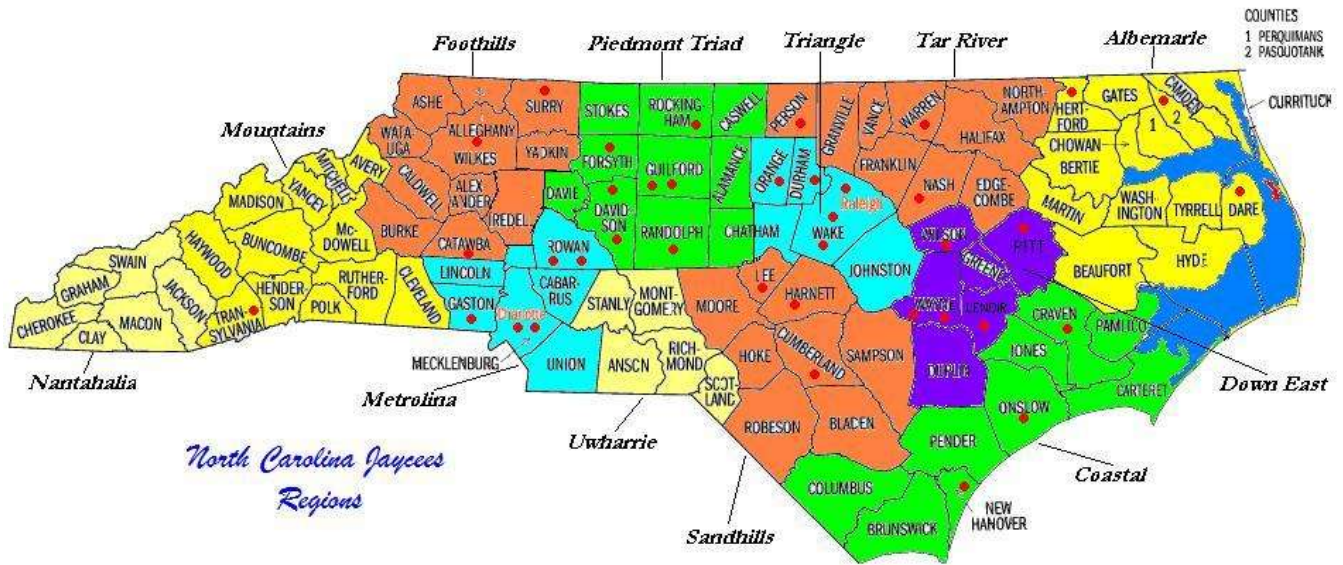 COUNTIES
1 PERQUIMANS
2 PASQUOTANK
Foothills
Piedmont Triad
Triangle
Tar River
Albemarle
CURRITUCK
Mountains
ASHE
ALLEGHANY
SURRY
STOKES
ROCKING-
HAM
CASWELL
PERSON
GRANVILLE
VANCE
WARREN
NORTH-
AMPTON
HERT-
FORD
GATES
CAMDEN
1
2
WATA-
UGA
WILKES
YADKIN
FORSYTH
GUILFORD
ALAMANCE
ORANGE
DURHAM
FRANKLIN
HALIFAX
CHOWAN
BERTIE
MITCHELL
AVERY
YANCEY
MADISON
CALDWELL
ALEX
ANDER
IREDEL
DAVIE
DAVID-
SON
RANDOLPH
CHATHAM
WAKE
Raleigh
NASH
EDGE-
COMBE
MARTIN
WASH-
INGTON
TYRRELL
DARE
BUNCOMBE
Mc-
DOWELL
BURKE
CATAWBA
ROWAN
LINCOLN
CABAR-
RUS
HAYWOOD
SWAIN
GRAHAM
JACKSON
HENDER
SON
RUTHER-
FORD
POLK
CLEVELAND
GASTON
Charlotte
STANLY
MONT-
GOMERY
MOORE
LEE
HARNETT
JOHNSTON
WILSON
GREENE
PITT
BEAUFORT
HYDE
CHEROKEE
CLAY
MACON
TRAN-
SYLVANIA
MECKLENBURG
UNION
ANSCN
RICH-
MOND
SCOT-
LAND
HOKE
CUMBERLAND
SAMPSON
WAYNE
LENOIR
CRAVEN
PAMLICO
JONES
CARTERET
DUPLIN
Nantahalia
Metrolina
Uwharrie
Down East
ROBESON
BLADEN
PENDER
ONSLOW
Coastal
North Carolina Jaycees
Regions
COLUMBUS
BRUNSWICK
NEW
HANOVER
Sandhills